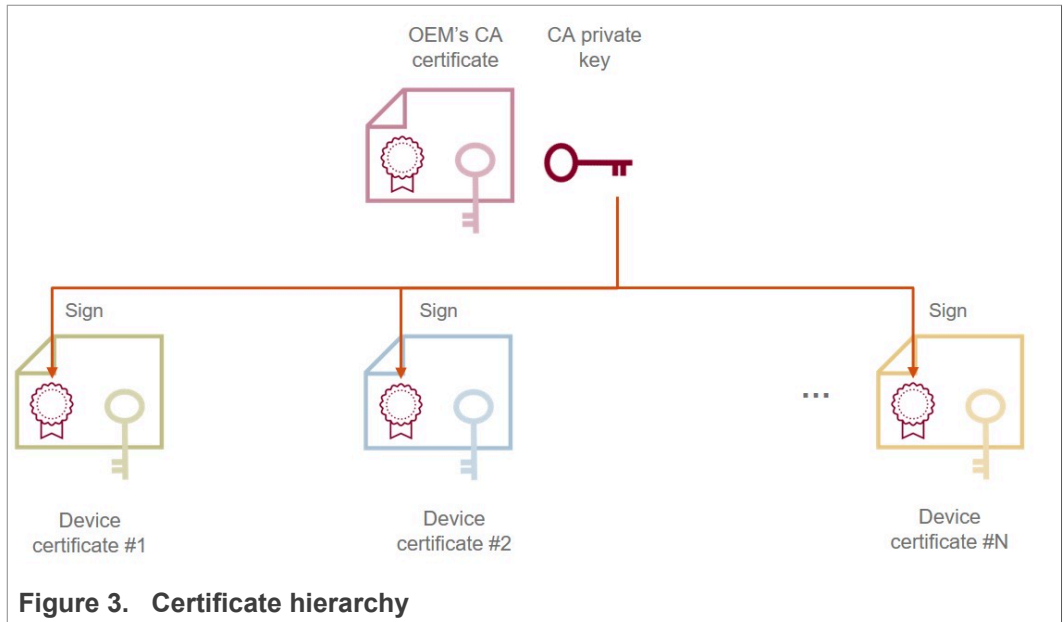 OEM's CA
certificate
CA private
key
Sign
Sign
Sign
...
Device
certificate #1
Device
certificate #2
Device
certificate #N
Figure 3. Certificate hierarchy